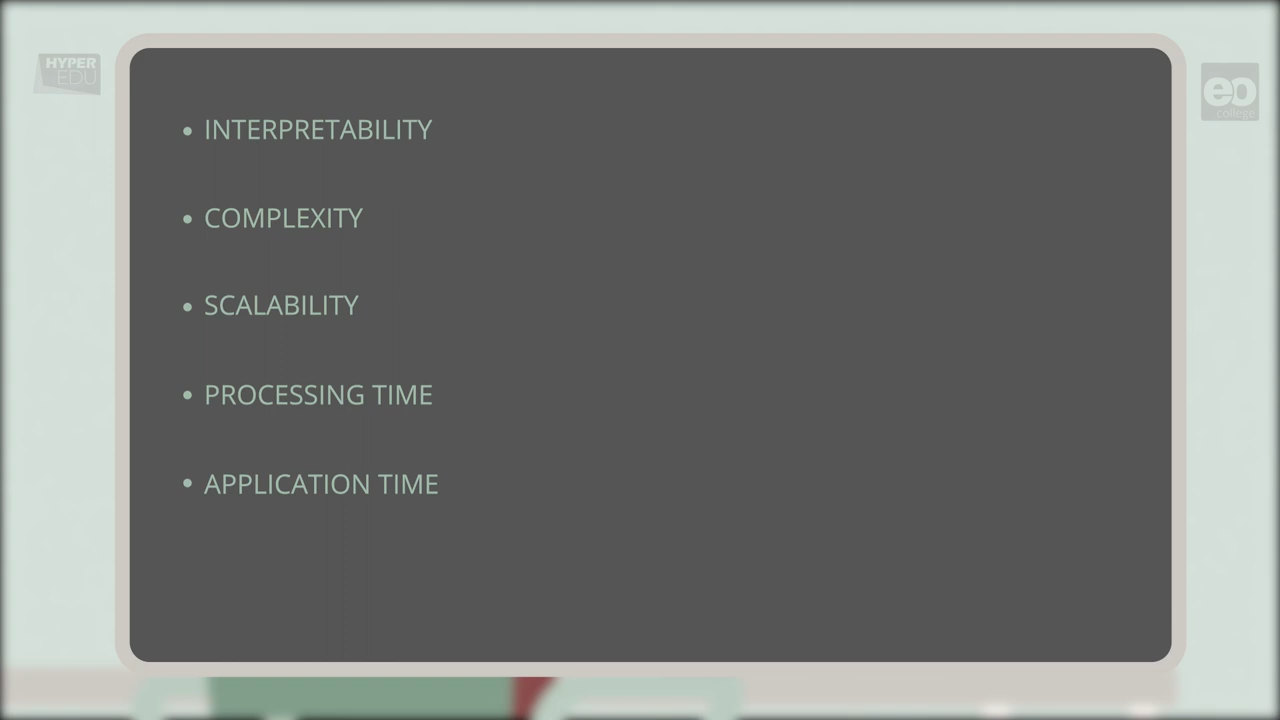 HYPER
EDU
eo
college
• INTERPRETABILITY
• COMPLEXITY
• SCALABILITY
• PROCESSING TIME
• APPLICATION TIME